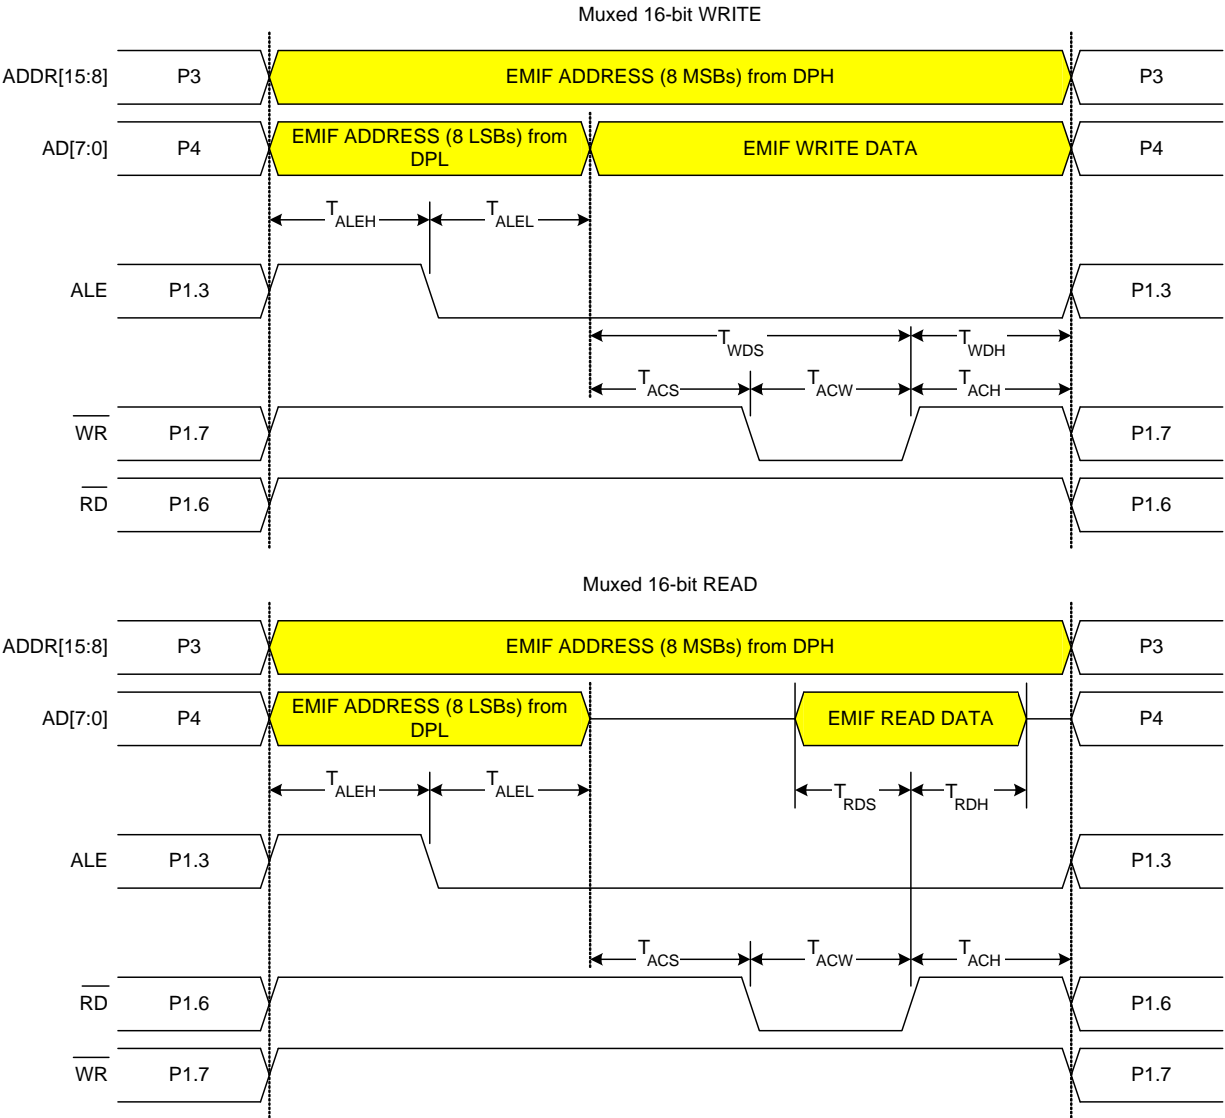 Muxed 16-bit WRITE
ADDR[15:8] P3 EMIF ADDRESS (8 MSBs) from DPH P3
AD[7:0] P4 EMIF ADDRESS (8 LSBs) from
DPL EMIF WRITE DATA P4
TALEH TALEL
ALE P1.3 P1.3
TWDS TWDH
TACS TACW TACH
WR P1.7 P1.7
RD P1.6 P1.6
Muxed 16-bit READ
ADDR[15:8] P3 EMIF ADDRESS (8 MSBs) from DPH P3
AD[7:0] P4 EMIF ADDRESS (8 LSBs) from
DPL EMIF READ DATA P4
TALEH TALEL TRDS TRDH
ALE P1.3 P1.3
TACS TACW TACH
RD P1.6 P1.6
WR P1.7 P1.7